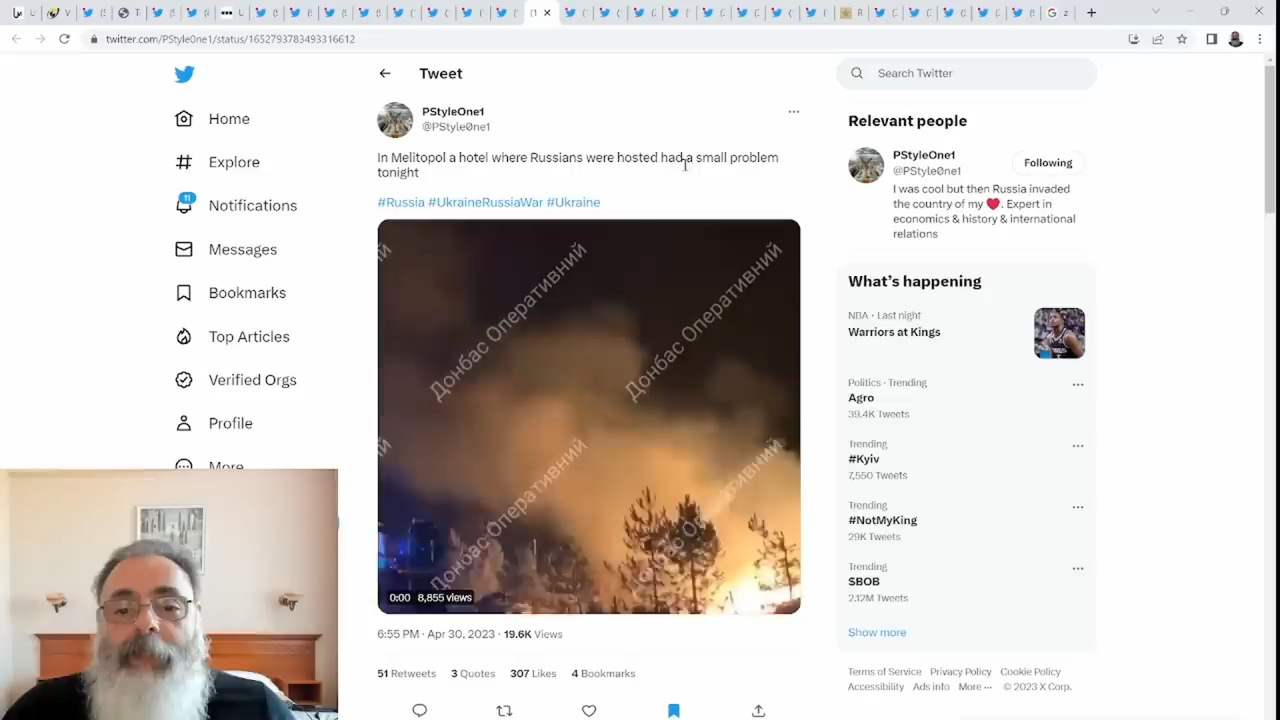 twitter.com/PStyle0ne1/status/1652793783493316612
Tweet
Search Twitter
Home
Explore
Notifications
Messages
Bookmarks
Top Articles
Verified Orgs
Profile
More
PStyleOne1
@PStyle0ne1
In Melitopol a hotel where Russians were hosted had a small problem
tonight
#Russia #UkraineRussiaWar #Ukraine
Донбас Оперативний
Донбас Оперативний
Донбас Оперативний
Донбас Оперативний
0:00 8,855 views
6:55 PM · Apr 30, 2023 · 19.6K Views
51 Retweets 3 Quotes 307 Likes 4 Bookmarks
Relevant people
PStyleOne1
@PStyle0ne1
Following
I was cool but then Russia invaded
the country of my ❤️. Expert in
economics & history & international
relations
What's happening
NBA · Last night
Warriors at Kings
Politics · Trending
Agro
39.4K Tweets
Trending
#Kyiv
7,550 Tweets
Trending
#NotMyKing
29K Tweets
Trending
$BOB
2.12M Tweets
Show more
Terms of Service Privacy Policy Cookie Policy
Accessibility Ads info More ··· © 2023 X Corp.